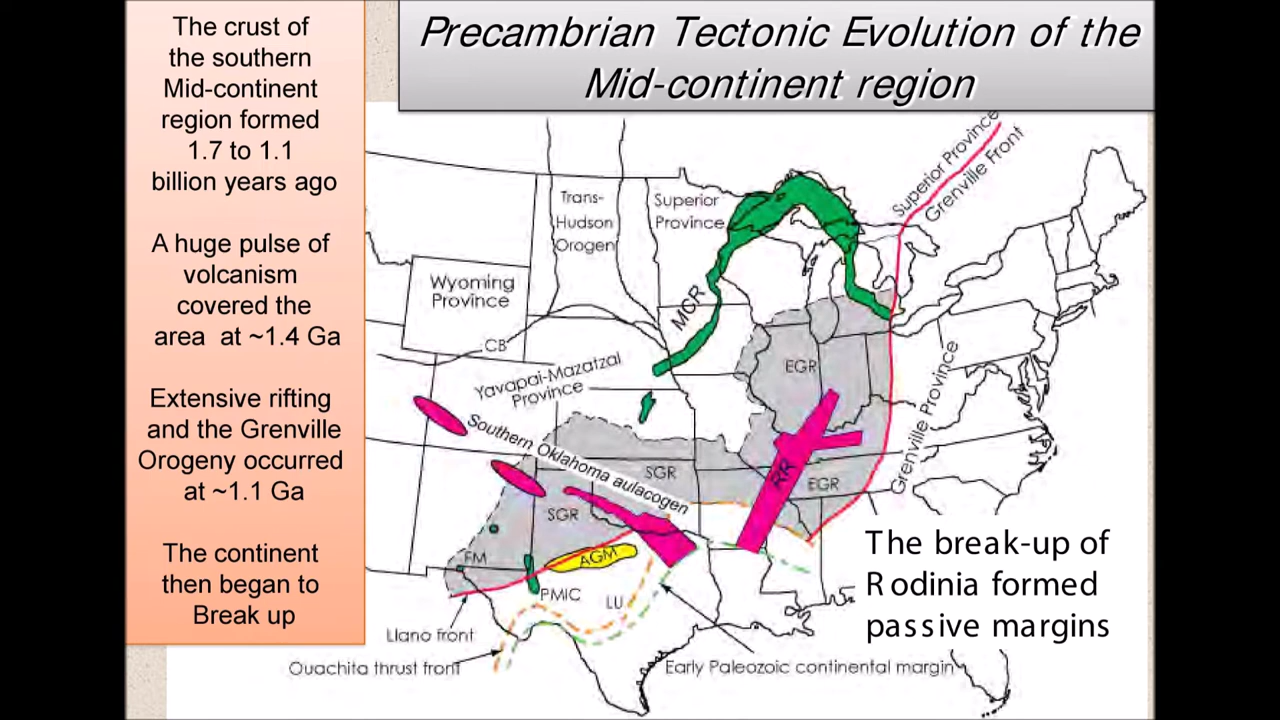 The crust of
the southern
Mid-continent
region formed
1.7 to 1.1
billion years ago
A huge pulse of
volcanism
covered the
area at ~1.4 Ga
Extensive rifting
and the Grenville
Orogeny occurred
at ~1.1 Ga
The continent
then began to
Break up
Precambrian Tectonic Evolution of the
Mid-continent region
Superior Province
Grenville Front
Trans-
Hudson
Orogen
Superior
Province
Wyoming
Province
MCR
CB
EGR
Yavapai-Mazatzal
Province
Grenville Province
Southern Oklahoma aulacogen
SGR
RR
EGR
SGR
FM
AGM
PMIC
LU
Llano front
Ouachita thrust front
Early Paleozoic continental margin
The break-up of
Rodinia formed
passive margins